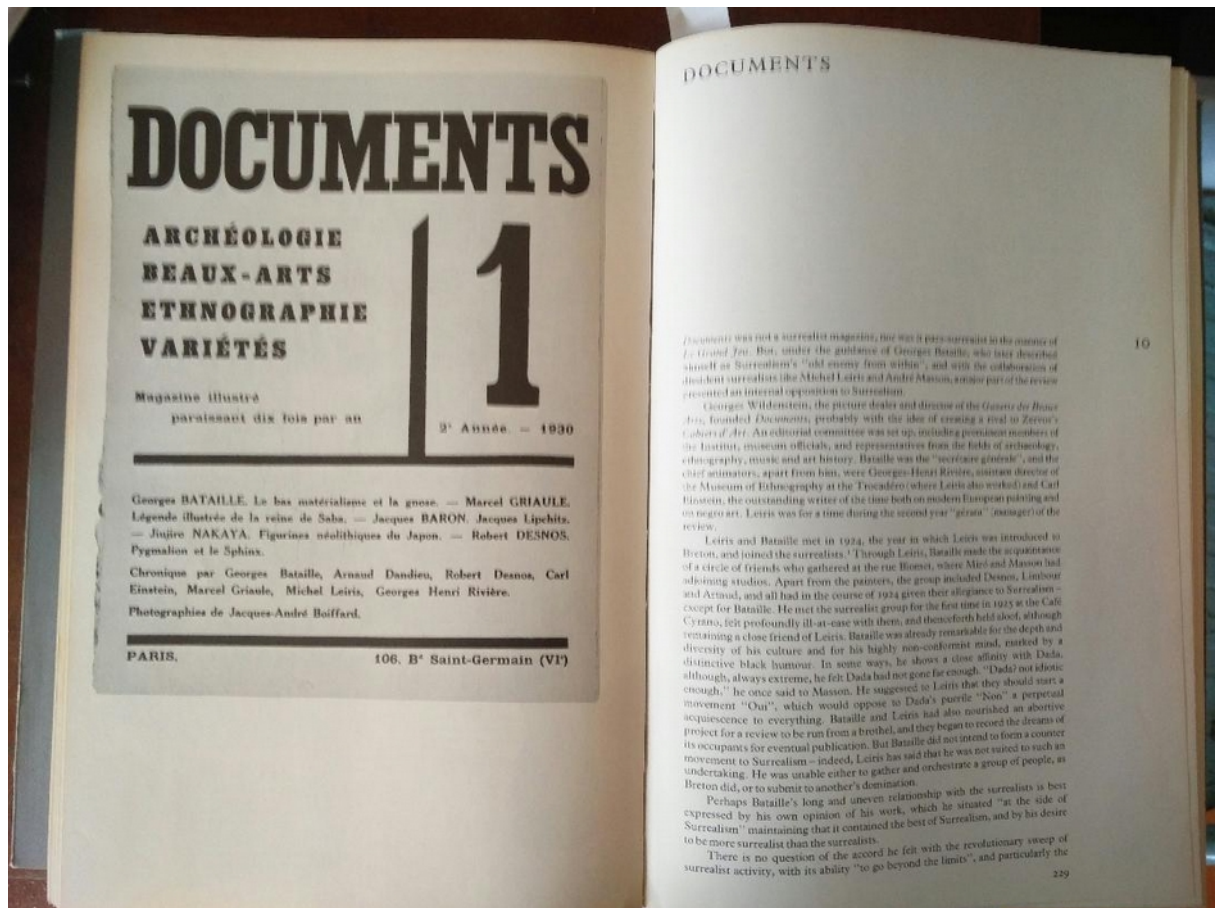 DOCUMENTS
ARCHÉOLOGIE
BEAUX-ARTS
ETHNOGRAPHIE
VARIÉTÉS
1
Magazine illustré
paraissant dix fois par an
2e Année. — 1930
Georges BATAILLE. Le bas matérialisme et la gnose. — Marcel GRIAULE.
Légende illustrée de la reine de Saba. — Jacques BARON. Jacques Lipchitz.
— Jiujiro NAKAYA. Figurines néolithiques du Japon. — Robert DESNOS.
Pygmalion et le Sphinx.
Chronique par Georges Bataille, Arnaud Dandieu, Robert Desnos, Carl
Einstein, Marcel Griaule, Michel Leiris, Georges Henri Rivière.
Photographies de Jacques-André Boiffard.
PARIS.
106, Bd Saint-Germain (VIe)
DOCUMENTS
10
Documents was not a surrealist magazine, nor was it para-surrealist in the manner of
Le Grand Jeu. But, under the guidance of Georges Bataille, who later described
himself as Surrealism's "old enemy from within", and with the collaboration of
dissident surrealists like Michel Leiris and André Masson, a major part of the review
presented an internal opposition to Surrealism.
Georges Wildenstein, the picture dealer and director of the Gazette des Beaux
Arts, founded Documents, probably with the idea of creating a rival to Zervos's
Cahiers d'Art. An editorial committee was set up, including prominent members of
the Institut, museum officials, and representatives from the fields of archaeology,
ethnography, music and art history. Bataille was the "secrétaire générale", and the
chief animators, apart from him, were Georges-Henri Rivière, assistant director of
the Museum of Ethnography at the Trocadéro (where Leiris also worked) and Carl
Einstein, the outstanding writer of the time both on modern European painting and
on negro art. Leiris was for a time during the second year "gérant" (manager) of the
review.
Leiris and Bataille met in 1924, the year in which Leiris was introduced to
Breton, and joined the surrealists.1 Through Leiris, Bataille made the acquaintance
of a circle of friends who gathered at the rue Blomet, where Miró and Masson had
adjoining studios. Apart from the painters, the group included Desnos, Limbour
and Artaud, and all had in the course of 1924 given their allegiance to Surrealism –
except for Bataille. He met the surrealist group for the first time in 1925 at the Café
Cyrano, felt profoundly ill-at-ease with them, and thenceforth held aloof, although
remaining a close friend of Leiris. Bataille was already remarkable for the depth and
diversity of his culture and for his highly non-conformist mind, marked by a
distinctive black humour. In some ways, he shows a close affinity with Dada,
although, always extreme, he felt Dada had not gone far enough. "Dada? not idiotic
enough," he once said to Masson. He suggested to Leiris that they should start a
movement "Oui", which would oppose to Dada's puerile "Non" a perpetual
acquiescence to everything. Bataille and Leiris had also nourished an abortive
project for a review to be run from a brothel, and they began to record the dreams of
its occupants for eventual publication. But Bataille did not intend to form a counter
movement to Surrealism – indeed, Leiris has said that he was not suited to such an
undertaking. He was unable either to gather and orchestrate a group of people, as
Breton did, or to submit to another's domination.
Perhaps Bataille's long and uneven relationship with the surrealists is best
expressed by his own opinion of his work, which he situated "at the side of
Surrealism" maintaining that it contained the best of Surrealism, and by his desire
to be more surrealist than the surrealists.
There is no question of the accord he felt with the revolutionary sweep of
surrealist activity, with its ability "to go beyond the limits", and particularly the
229